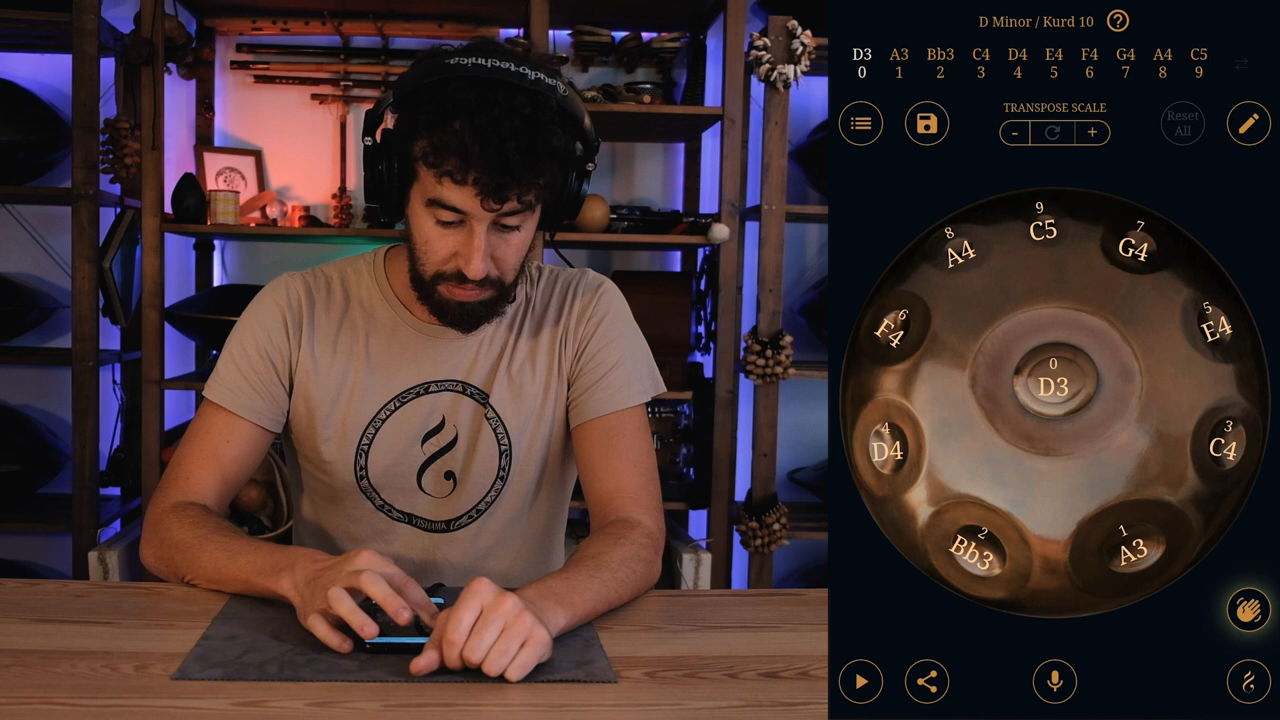 audio-technica
YISHAMA
D Minor / Kurd 10 ?
D3 A3 Bb3 C4 D4 E4 F4 G4 A4 C5
0 1 2 3 4 5 6 7 8 9
TRANSPOSE SCALE
- +
Reset
All
9
C5
8
A4
7
G4
6
F4
5
E4
0
D3
4
D4
3
C4
2
Bb3
1
A3